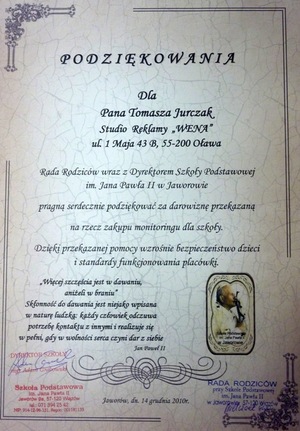 PODZIĘKOWANIA
Dla
Pana Tomasza Jurczak
Studio Reklamy „WENA”
ul. 1 Maja 43 B, 55-200 Oława
Rada Rodziców wraz z Dyrektorem Szkoły Podstawowej
im. Jana Pawła II w Jaworowie
pragną serdecznie podziękować za darowiznę przekazaną
na rzecz zakupu monitoringu dla szkoły.
Dzięki przekazanej pomocy wzrośnie bezpieczeństwo dzieci
i standardy funkcjonowania placówki.
„Więcej szczęścia jest w dawaniu,
aniżeli w braniu”
Skłonność do dawania jest niejako wpisana
w naturę ludzką: każdy człowiek odczuwa
potrzebę kontaktu z innymi i realizuje się
w pełni, gdy w wolności serca czyni dar z siebie
Jan Paweł II
DYREKTOR SZKOŁY
Szkoła Podstawowa
im. Jana Pawła II
RADA RODZICÓW
przy Szkole Podstawowej
im. Jana Pawła II
Jaworów, dn. 14 grudnia 2010r.